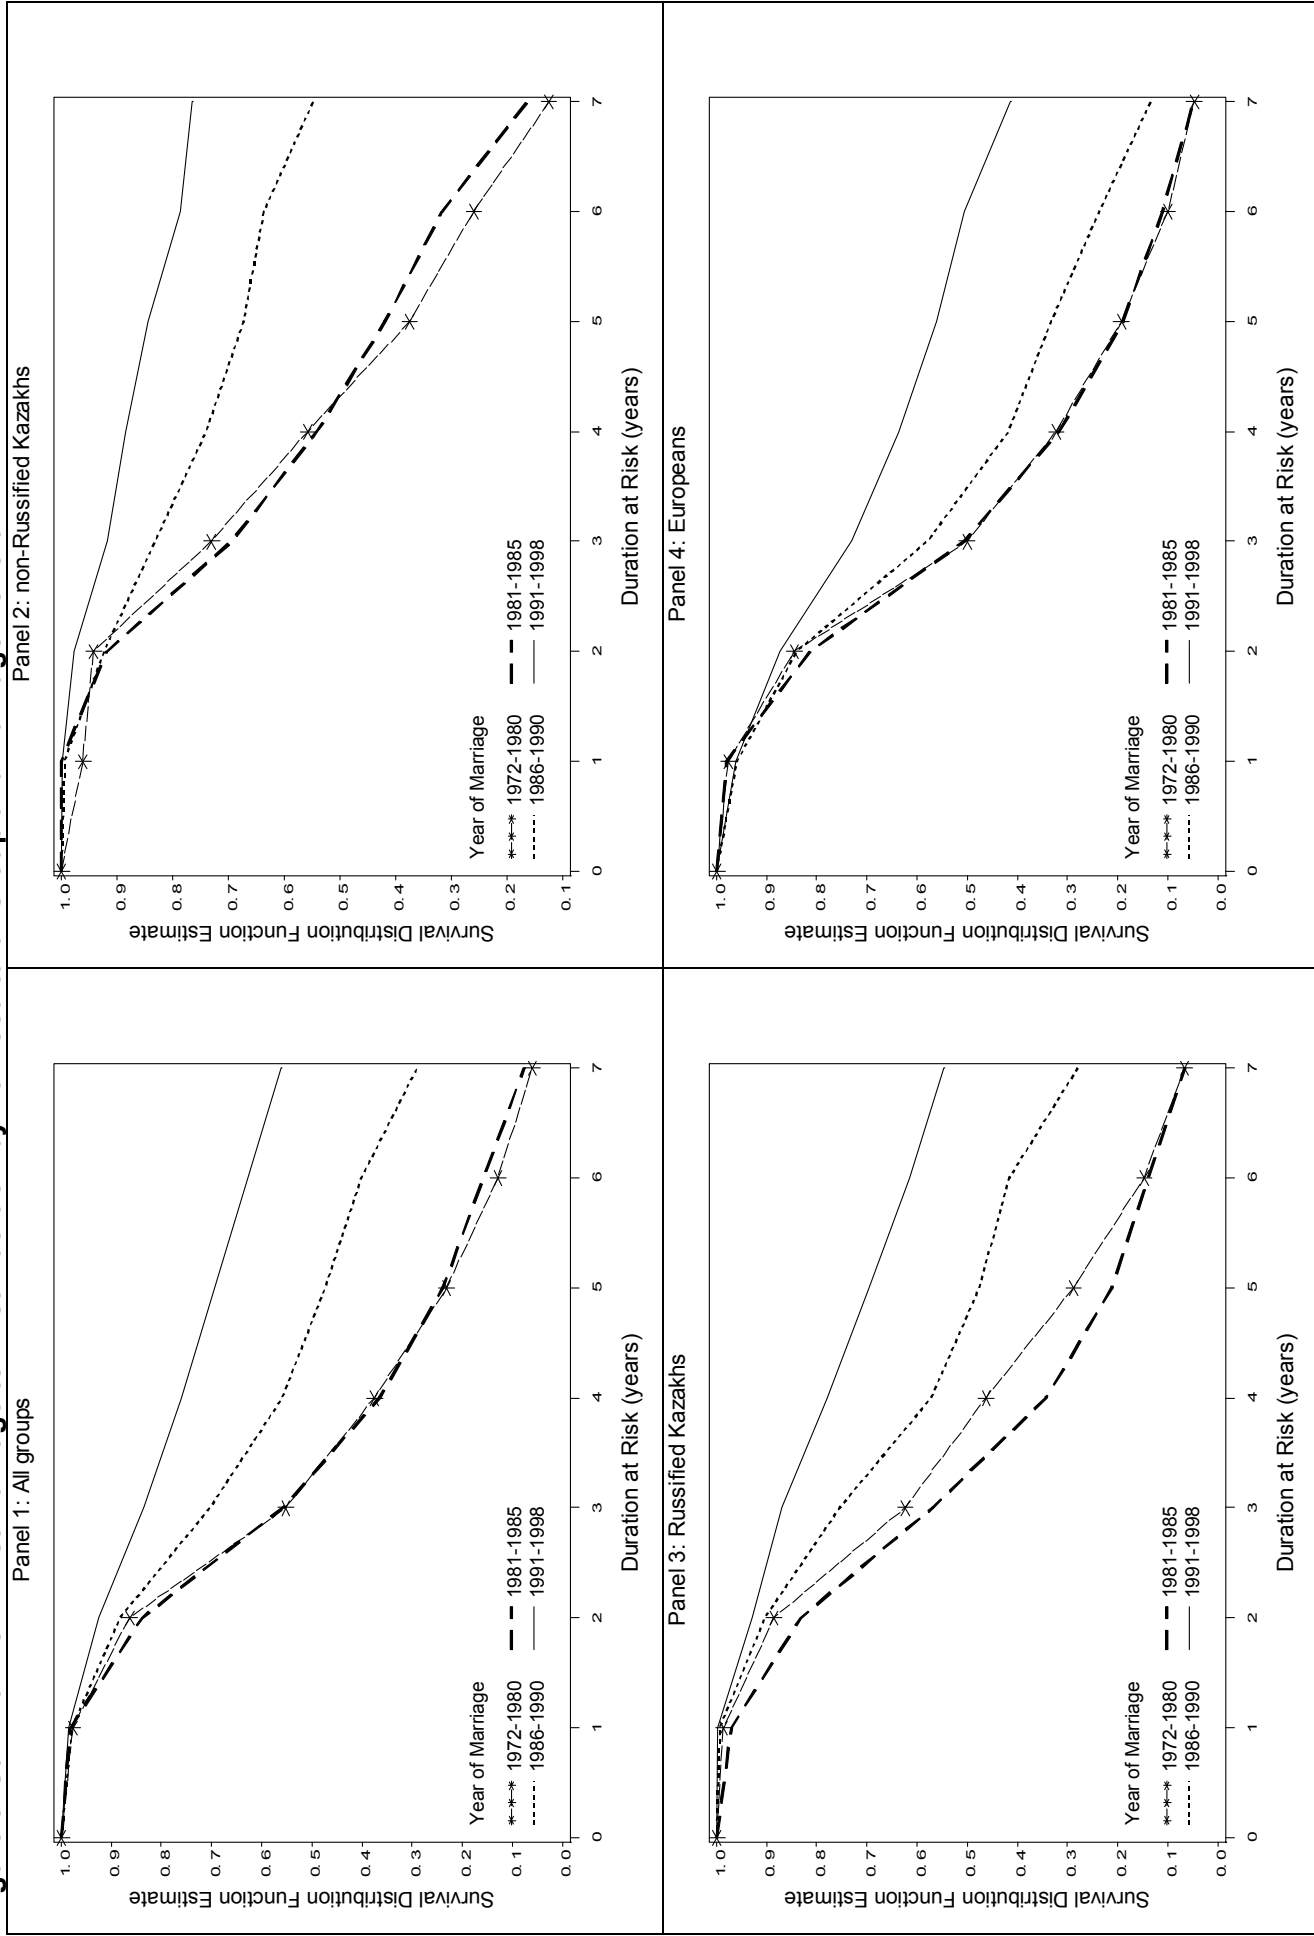 Panel 1: All groups
Survival Distribution Function Estimate
1.0
0.9
0.8
0.7
0.6
0.5
0.4
0.3
0.2
0.1
0.0
Year of Marriage
1972-1980 1981-1985
1986-1990 1991-1998
0 1 2 3 4 5 6 7
Duration at Risk (years)
Panel 2: non-Russified Kazakhs
Survival Distribution Function Estimate
1.0
0.9
0.8
0.7
0.6
0.5
0.4
0.3
0.2
0.1
Year of Marriage
1972-1980 1981-1985
1986-1990 1991-1998
0 1 2 3 4 5 6 7
Duration at Risk (years)
Panel 3: Russified Kazakhs
Survival Distribution Function Estimate
1.0
0.9
0.8
0.7
0.6
0.5
0.4
0.3
0.2
0.1
0.0
Year of Marriage
1972-1980 1981-1985
1986-1990 1991-1998
0 1 2 3 4 5 6 7
Duration at Risk (years)
Panel 4: Europeans
Survival Distribution Function Estimate
1.0
0.9
0.8
0.7
0.6
0.5
0.4
0.3
0.2
0.1
0.0
Year of Marriage
1972-1980 1981-1985
1986-1990 1991-1998
0 1 2 3 4 5 6 7
Duration at Risk (years)